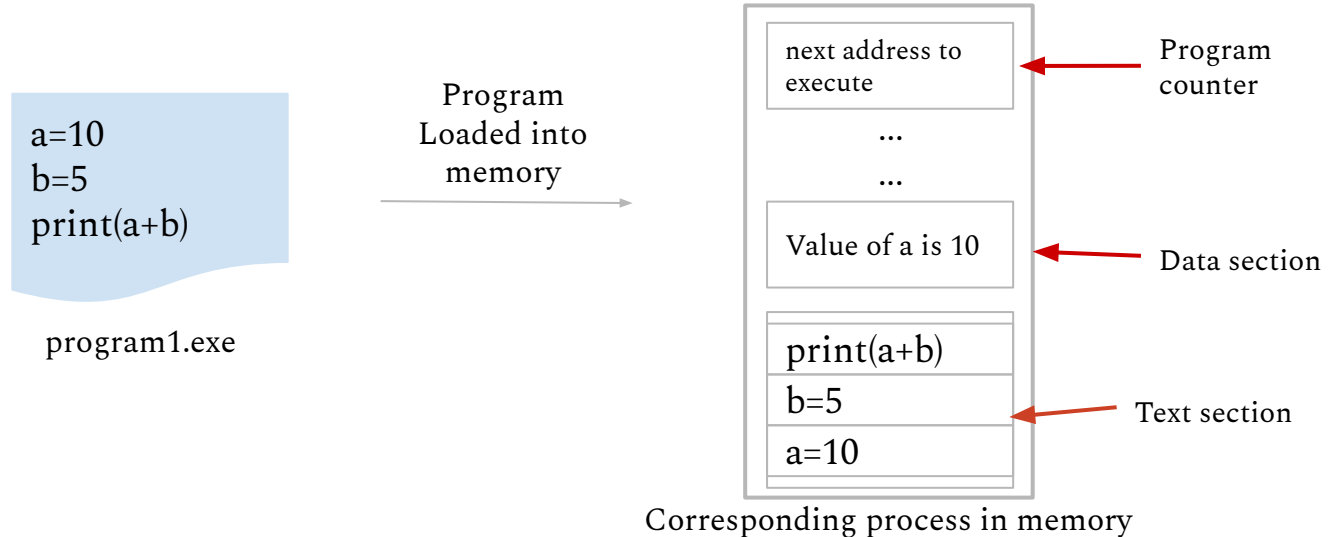 a=10
b=5
print(a+b)
program1.exe
Program
Loaded into
memory
next address to
execute
...
...
Value of a is 10
print(a+b)
b=5
a=10
Program
counter
Data section
Text section
Corresponding process in memory